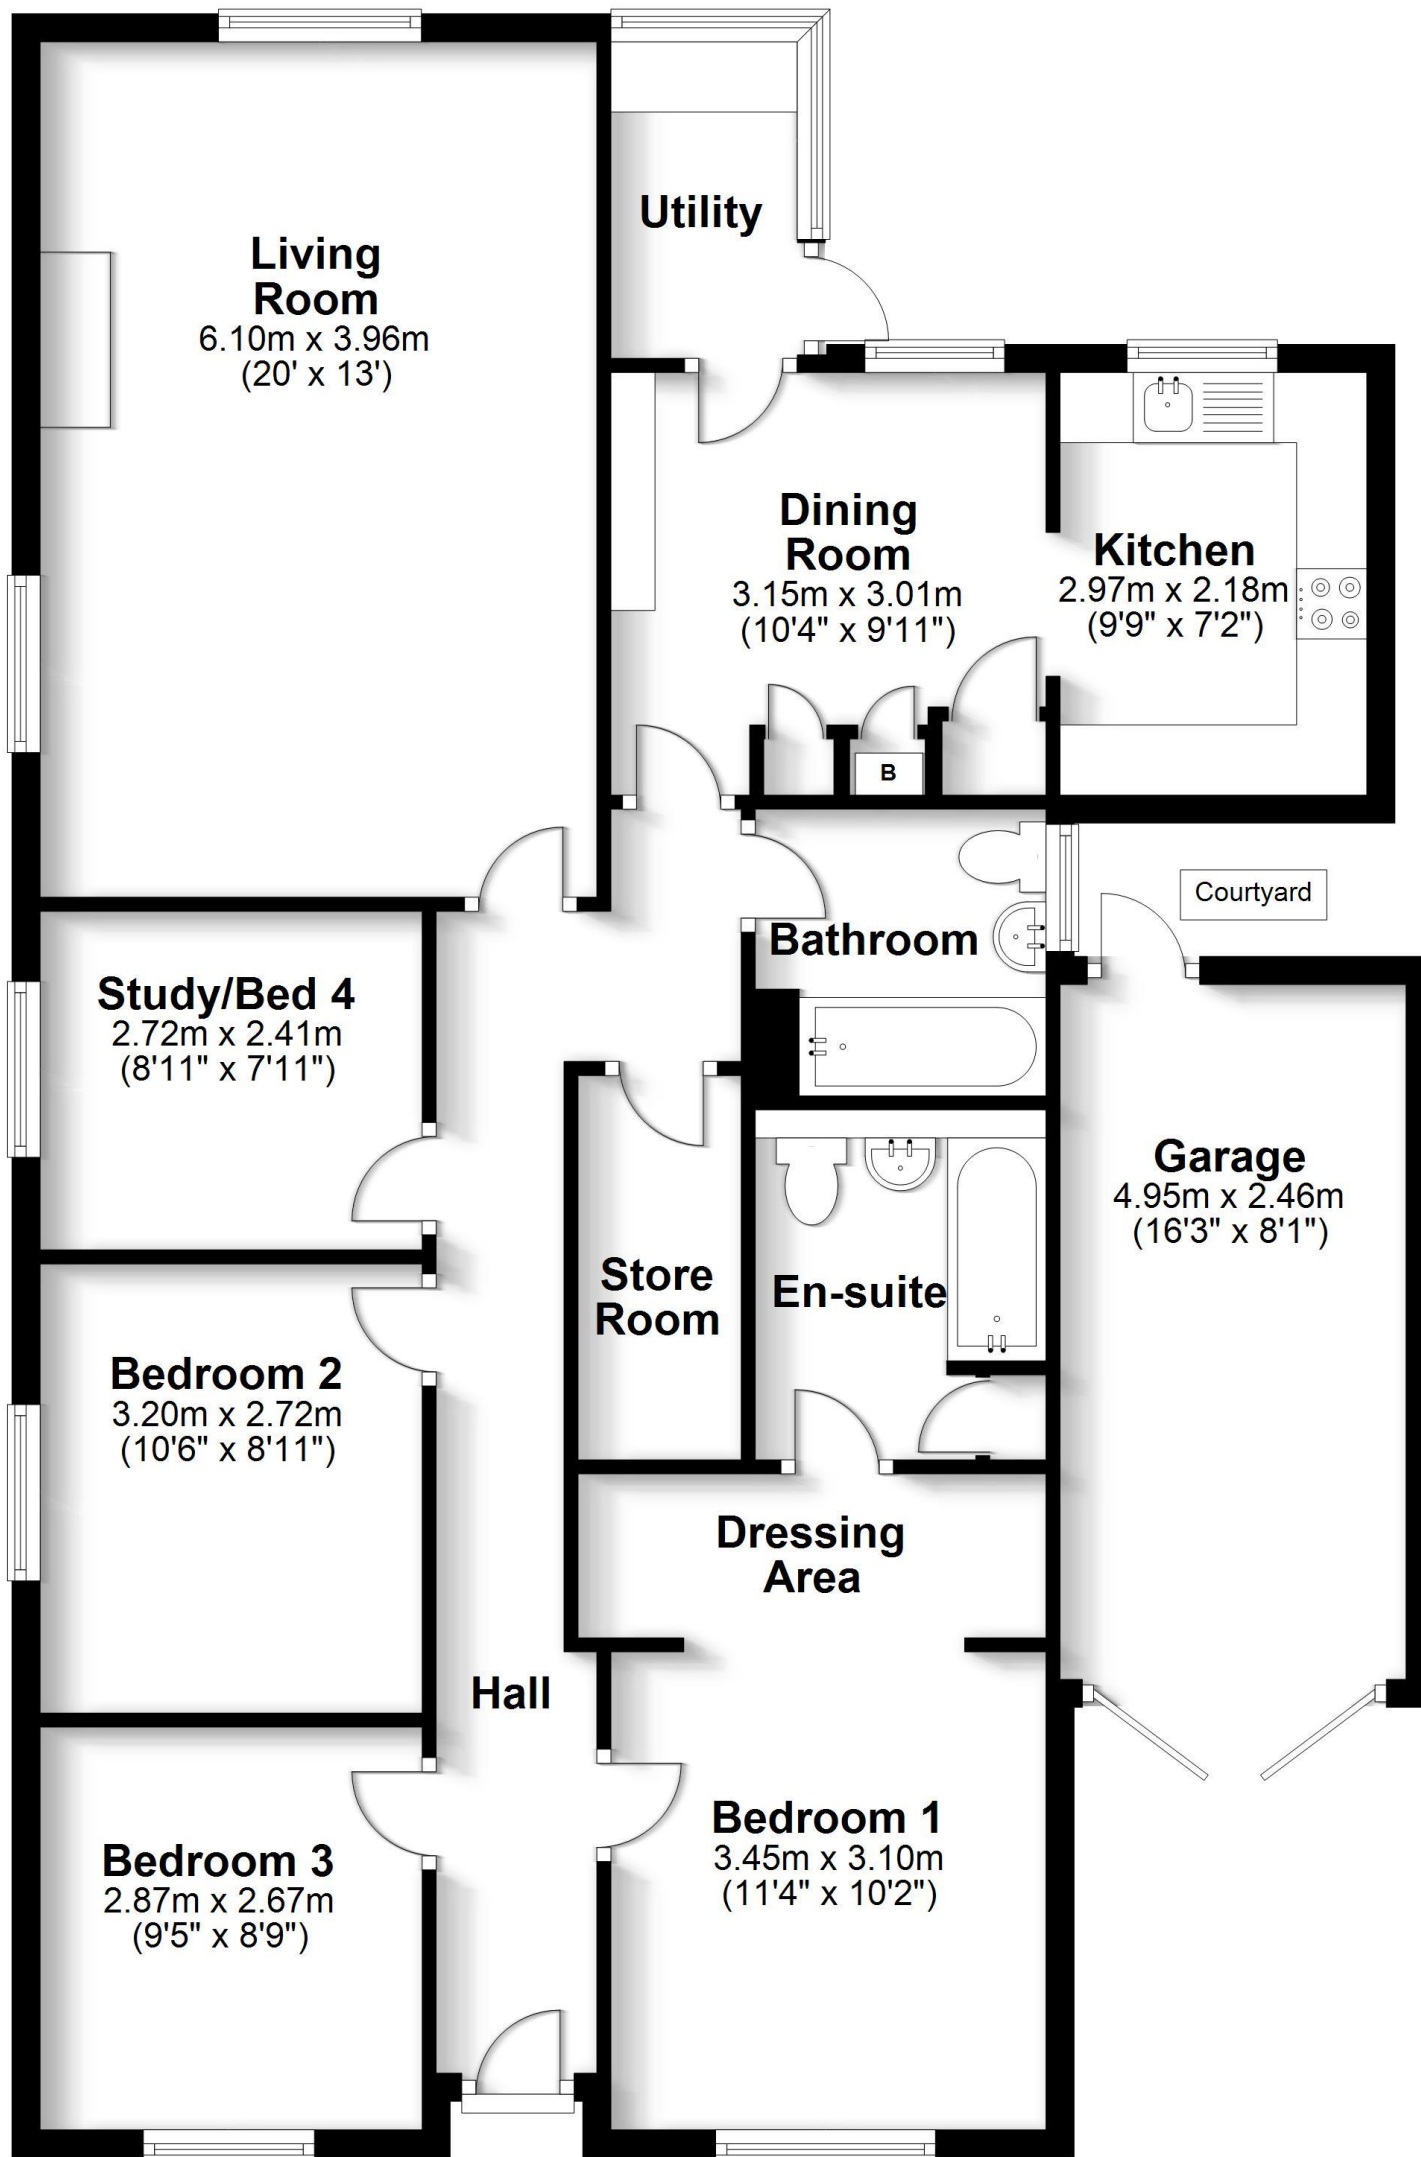 Utility
Living
Room
6.10m x 3.96m
(20' x 13')
Dining
Room
3.15m x 3.01m
(10'4" x 9'11")
Kitchen
2.97m x 2.18m
(9'9" x 7'2")
B
Courtyard
Bathroom
Study/Bed 4
2.72m x 2.41m
(8'11" x 7'11")
Garage
4.95m x 2.46m
(16'3" x 8'1")
Store
Room
En-suite
Bedroom 2
3.20m x 2.72m
(10'6" x 8'11")
Dressing
Area
Hall
Bedroom 1
3.45m x 3.10m
(11'4" x 10'2")
Bedroom 3
2.87m x 2.67m
(9'5" x 8'9")